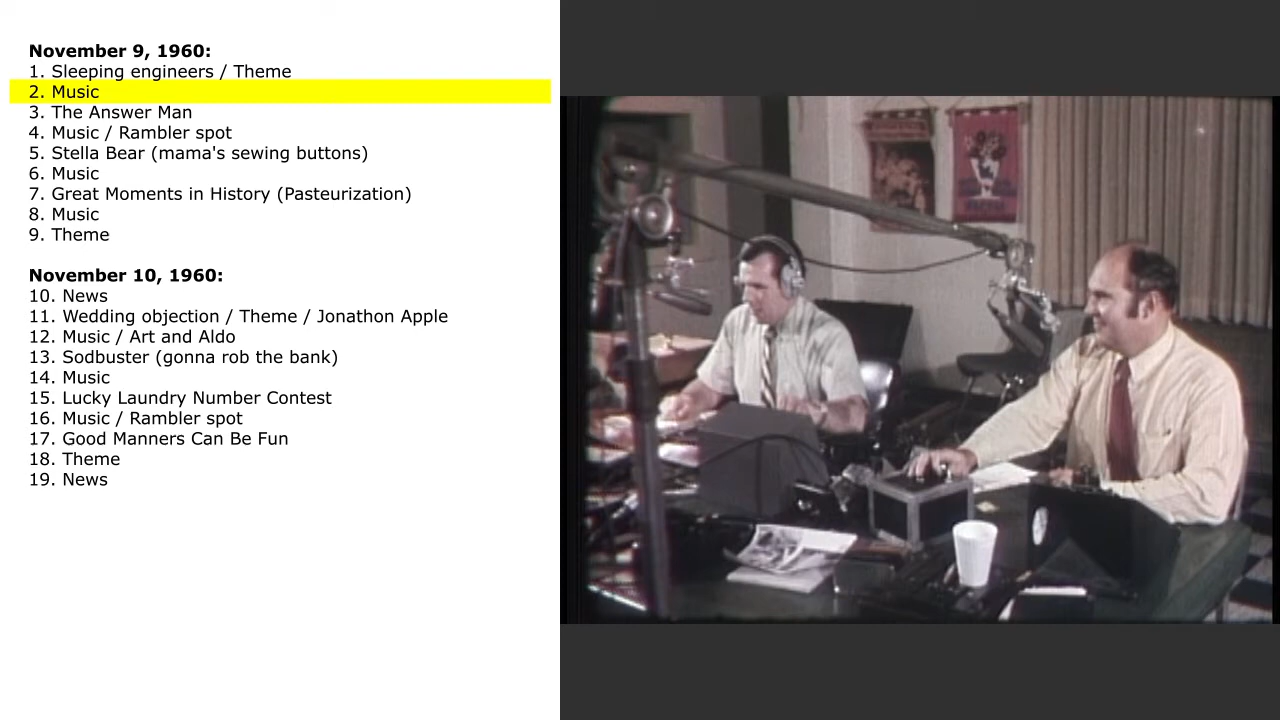 November 9, 1960:
1. Sleeping engineers / Theme
2. Music
3. The Answer Man
4. Music / Rambler spot
5. Stella Bear (mama's sewing buttons)
6. Music
7. Great Moments in History (Pasteurization)
8. Music
9. Theme
November 10, 1960:
10. News
11. Wedding objection / Theme / Jonathon Apple
12. Music / Art and Aldo
13. Sodbuster (gonna rob the bank)
14. Music
15. Lucky Laundry Number Contest
16. Music / Rambler spot
17. Good Manners Can Be Fun
18. Theme
19. News